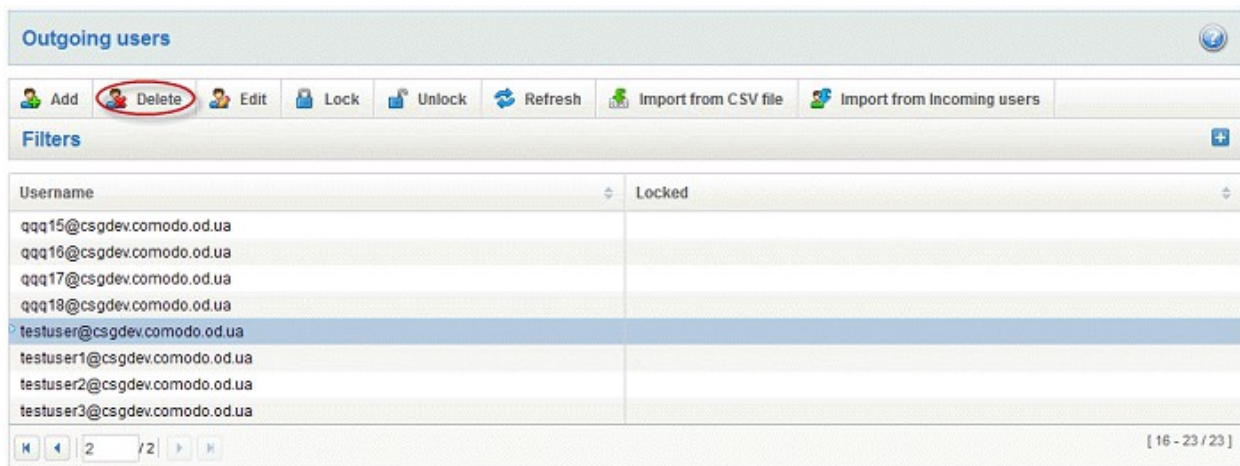 Outgoing users
Add Delete Edit Lock Unlock Refresh Import from CSV file Import from Incoming users
Filters
Username Locked
qqq15@csgdev.comodo.od.ua
qqq16@csgdev.comodo.od.ua
qqq17@csgdev.comodo.od.ua
qqq18@csgdev.comodo.od.ua
testuser@csgdev.comodo.od.ua
testuser1@csgdev.comodo.od.ua
testuser2@csgdev.comodo.od.ua
testuser3@csgdev.comodo.od.ua
2 / 2 [ 16 - 23 / 23 ]